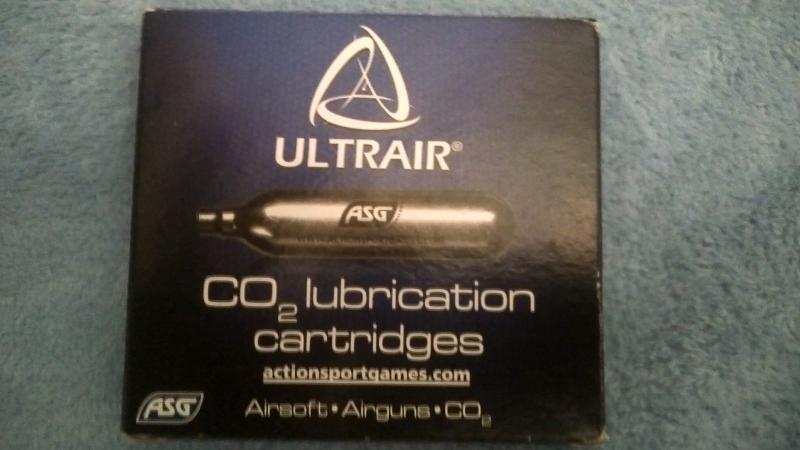 ULTRAIR®
ASG
CO₂ lubrication
cartridges
actionsportgames.com
ASG
Airsoft • Airguns • CO₂